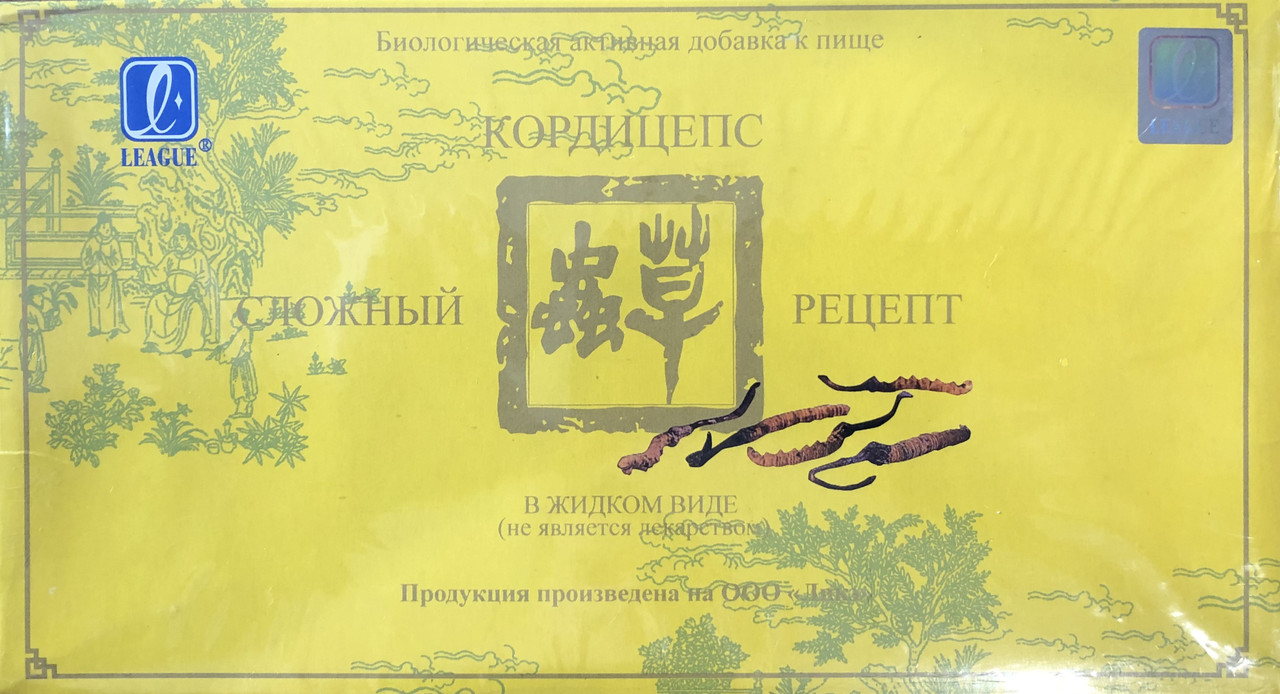 Биологическая активная добавка к пище
LEAGUE®
LEAGUE
КОРДИЦЕПС
蟲草
СЛОЖНЫЙ
РЕЦЕПТ
В ЖИДКОМ ВИДЕ
(не является лекарством)
Продукция произведена на ООО «Лига»